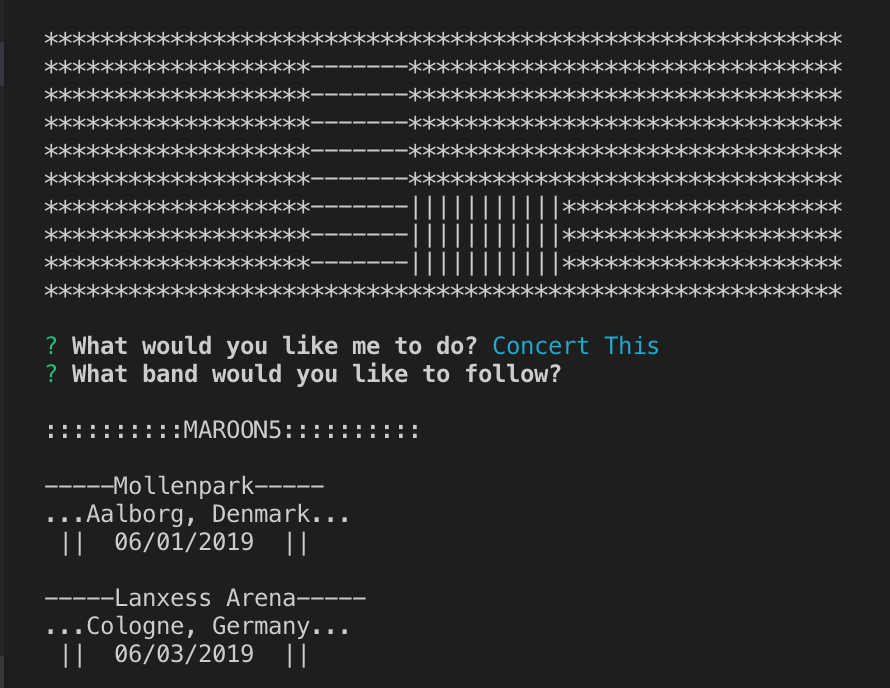 *********************************************************
*******************-------*******************************
*******************-------*******************************
*******************-------*******************************
*******************-------*******************************
*******************-------*******************************
*******************-------|||||||||||********************
*******************-------|||||||||||********************
*******************-------|||||||||||********************
*********************************************************
? What would you like me to do? Concert This
? What band would you like to follow?
::::::::::MAROON5::::::::::
-----Mollenpark-----
...Aalborg, Denmark...
|| 06/01/2019 ||
-----Lanxess Arena-----
...Cologne, Germany...
|| 06/03/2019 ||